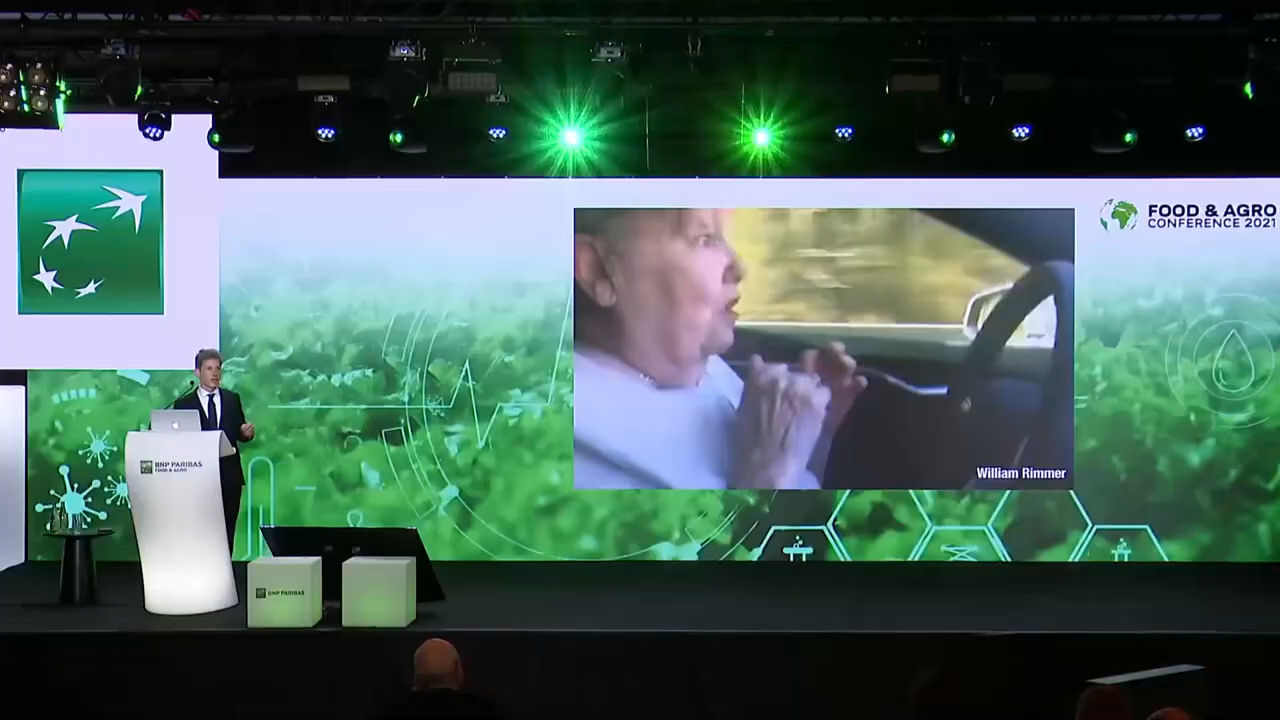 FOOD & AGRO
CONFERENCE 2021
William Rimmer
BNP PARIBAS
FOOD & AGRO
BNP PARIBAS